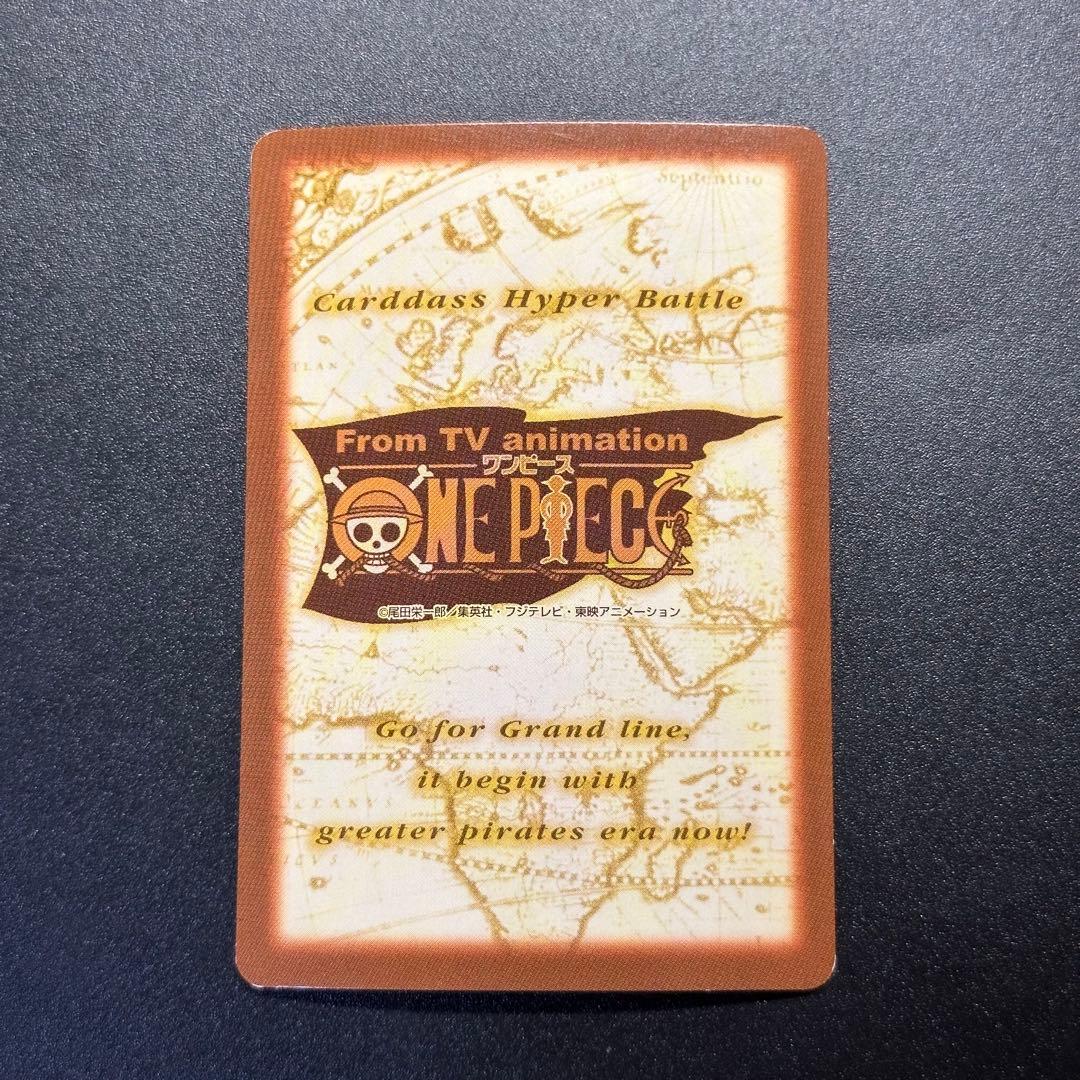 Septentrio
Carddass Hyper Battle
TLAN
From TV animation
ワンピース
ONE PIECE
©尾田栄一郎／集英社・フジテレビ・東映アニメーション
Go for Grand line,
it begin with
CEANVS
greater pirates era now!